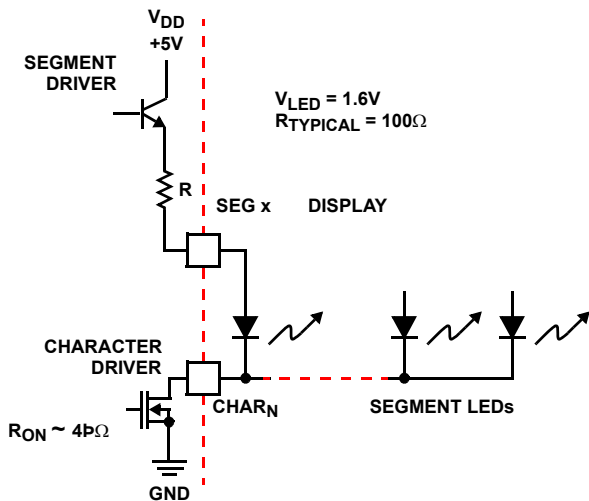 VDD
+5V
SEGMENT
DRIVER
VLED = 1.6V
RTYPICAL = 100Ω
R
SEG x
DISPLAY
CHARACTER
DRIVER
CHARN
SEGMENT LEDs
RON ~ 4ÞΩ
GND